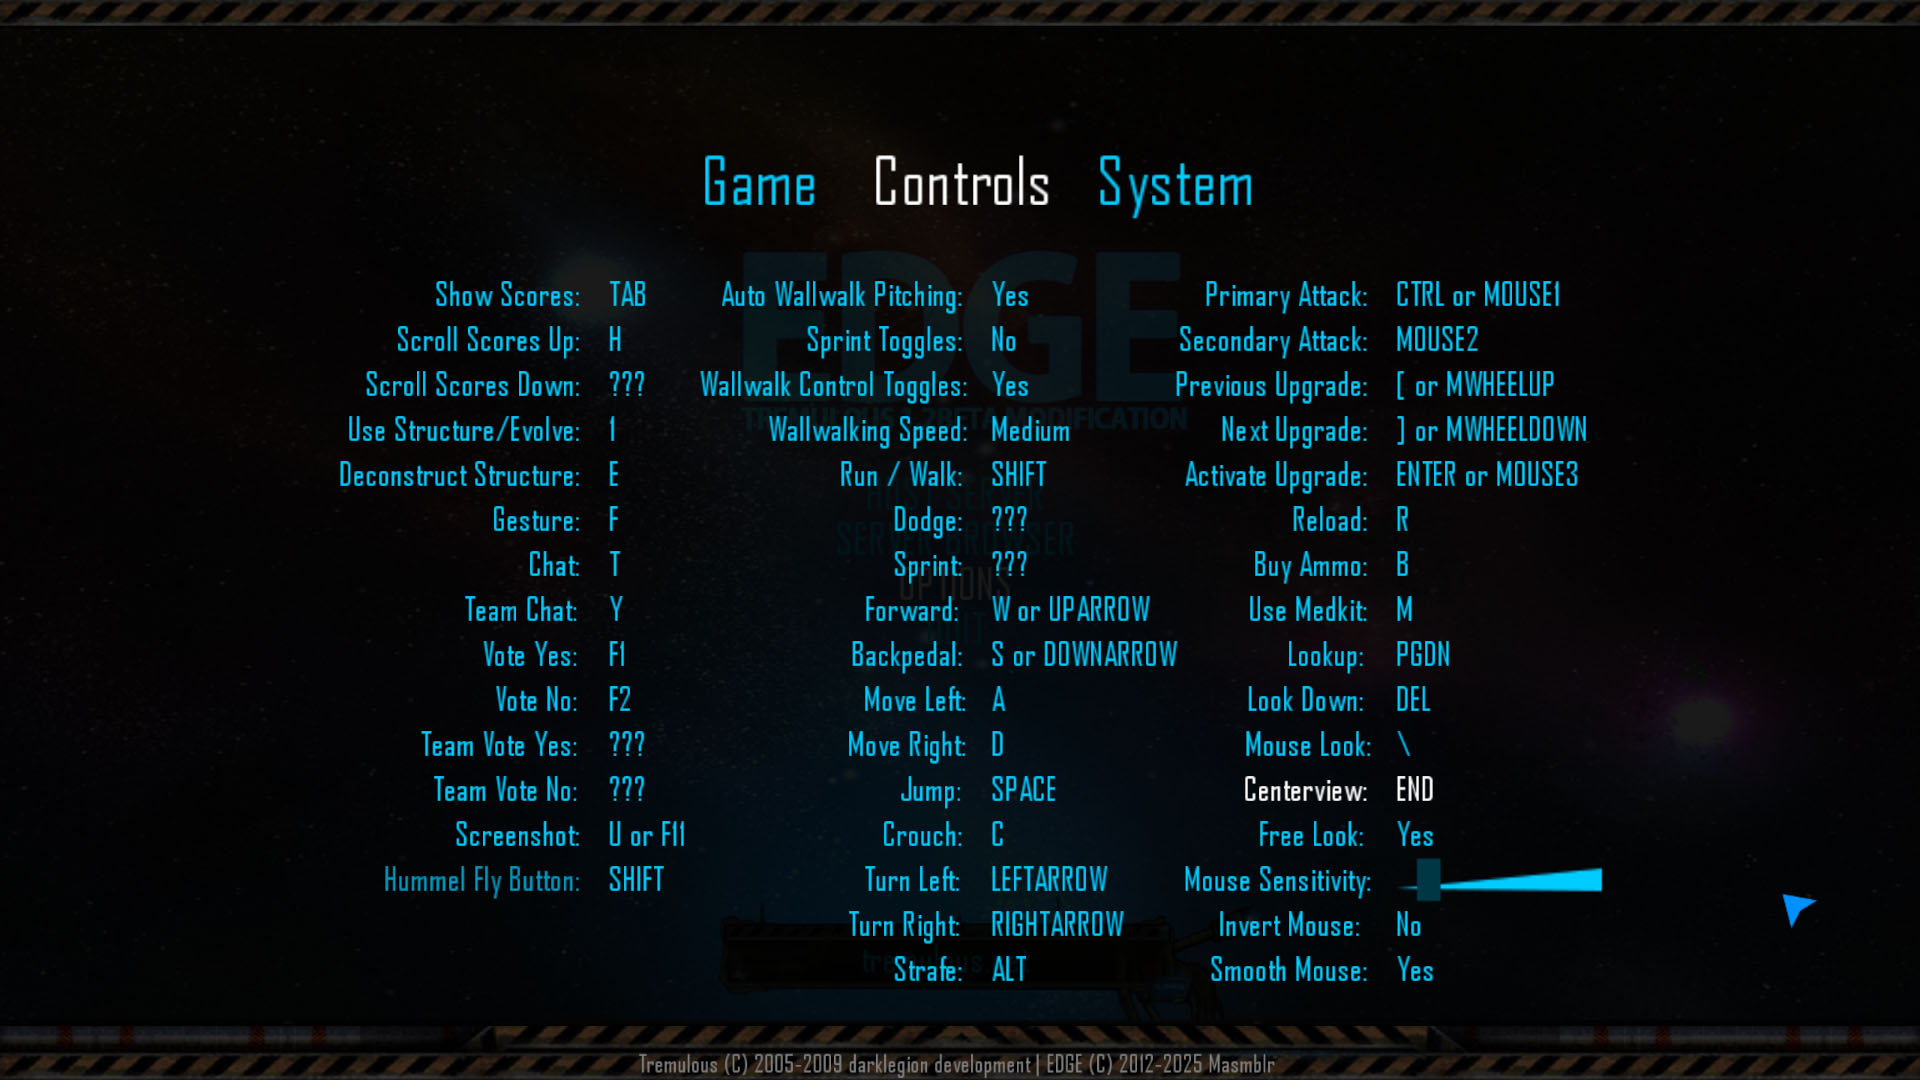 Game Controls System
EDGE
TREMULOUS MODIFICATION
Show Scores: TAB
Scroll Scores Up: H
Scroll Scores Down: ???
Use Structure/Evolve: 1
Deconstruct Structure: E
Gesture: F
Chat: T
Team Chat: Y
Vote Yes: F1
Vote No: F2
Team Vote Yes: ???
Team Vote No: ???
Screenshot: U or F11
Hummel Fly Button: SHIFT
Auto Wallwalk Pitching: Yes
Sprint Toggles: No
Wallwalk Control Toggles: Yes
Wallwalking Speed: Medium
Run / Walk: SHIFT
Dodge: ???
Sprint: ???
Forward: W or UPARROW
Backpedal: S or DOWNARROW
Move Left: A
Move Right: D
Jump: SPACE
Crouch: C
Turn Left: LEFTARROW
Turn Right: RIGHTARROW
Strafe: ALT
Primary Attack: CTRL or MOUSE1
Secondary Attack: MOUSE2
Previous Upgrade: [ or MWHEELUP
Next Upgrade: ] or MWHEELDOWN
Activate Upgrade: ENTER or MOUSE3
Reload: R
Buy Ammo: B
Use Medkit: M
Lookup: PGDN
Look Down: DEL
Mouse Look: \
Centerview: END
Free Look: Yes
Mouse Sensitivity:
Invert Mouse: No
Smooth Mouse: Yes
SERVER BROWSER
OPTIONS
Tremulous (C) 2005-2009 darklegion development | EDGE (C) 2012-2025 Masmblr